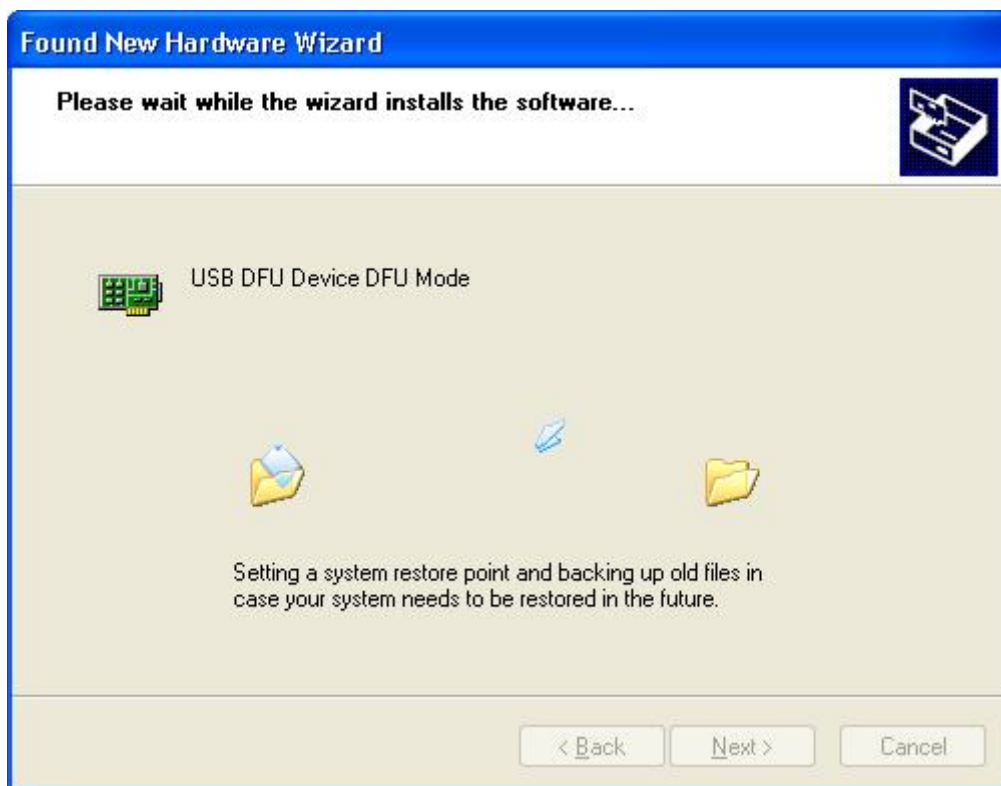 Found New Hardware Wizard
Please wait while the wizard installs the software...
USB DFU Device DFU Mode
Setting a system restore point and backing up old files in
case your system needs to be restored in the future.
< Back
Next >
Cancel